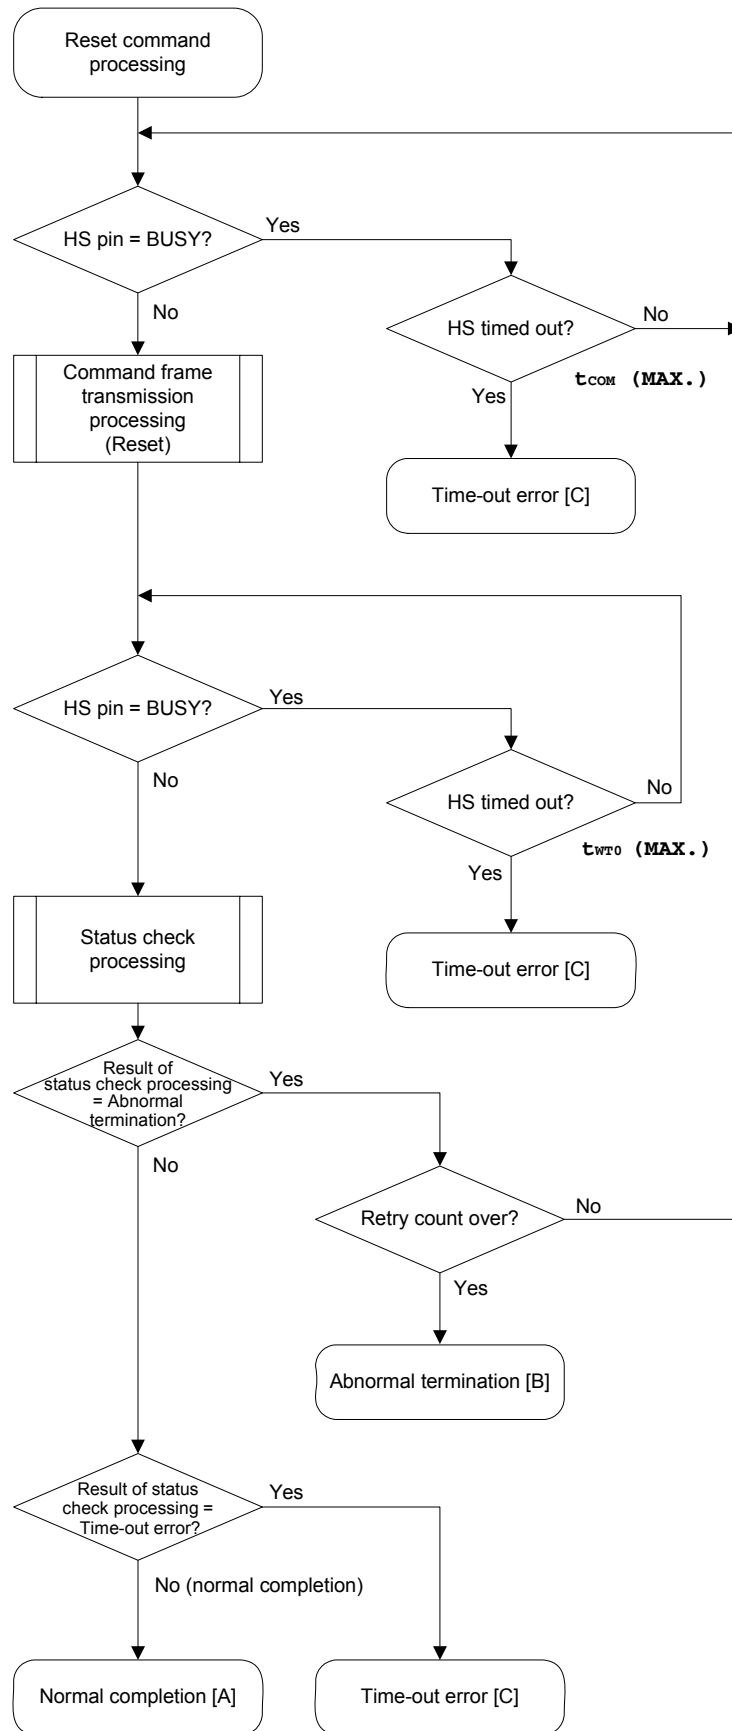 Reset command
processing
HS pin = BUSY?
Yes
No
HS timed out?
No
tCOM (MAX.)
Yes
Command frame
transmission
processing
(Reset)
Time-out error [C]
HS pin = BUSY?
Yes
No
HS timed out?
No
tWT0 (MAX.)
Yes
Status check
processing
Time-out error [C]
Result of
status check processing
= Abnormal
termination?
Yes
No
Retry count over?
No
Yes
Abnormal termination [B]
Result of status
check processing =
Time-out error?
Yes
No (normal completion)
Normal completion [A]
Time-out error [C]